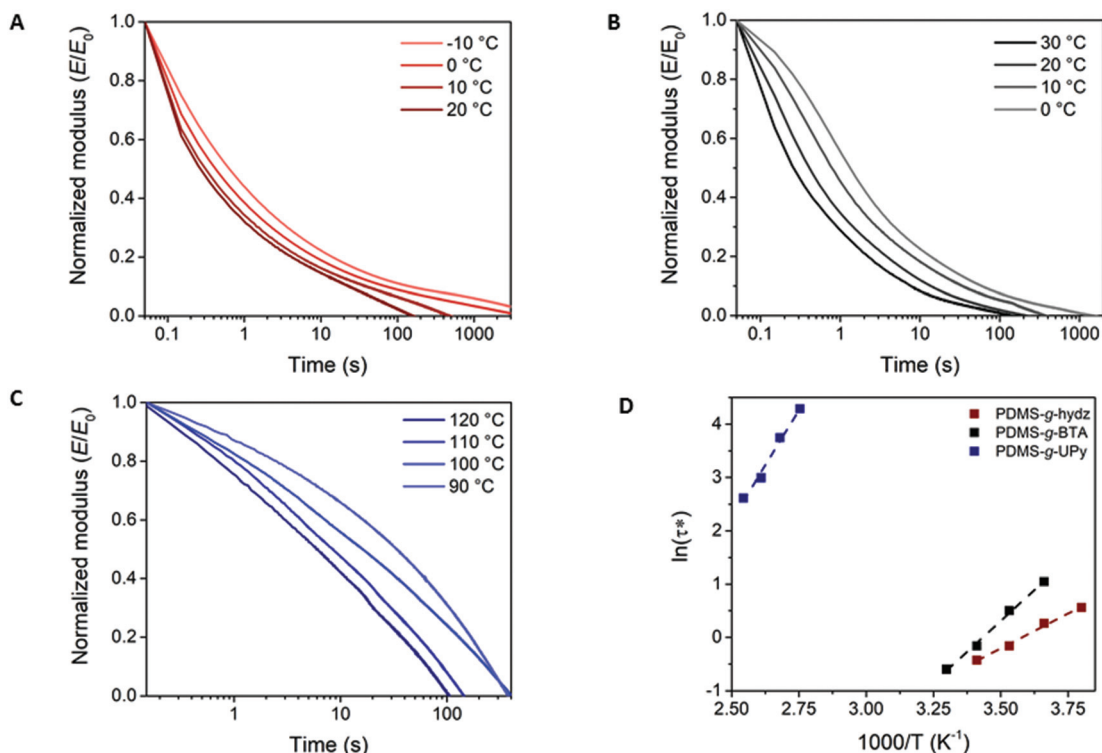 A
Normalized modulus (E/E₀)
1.0
0.8
0.6
0.4
0.2
0.0
-10 °C
0 °C
10 °C
20 °C
0.1 1 10 100 1000
Time (s)
B
Normalized modulus (E/E₀)
1.0
0.8
0.6
0.4
0.2
0.0
30 °C
20 °C
10 °C
0 °C
0.1 1 10 100 1000
Time (s)
C
Normalized modulus (E/E₀)
1.0
0.8
0.6
0.4
0.2
0.0
120 °C
110 °C
100 °C
90 °C
1 10 100
Time (s)
D
ln(τ*)
4
3
2
1
0
-1
PDMS-g-hydz
PDMS-g-BTA
PDMS-g-UPy
2.50 2.75 3.00 3.25 3.50 3.75
1000/T (K⁻¹)